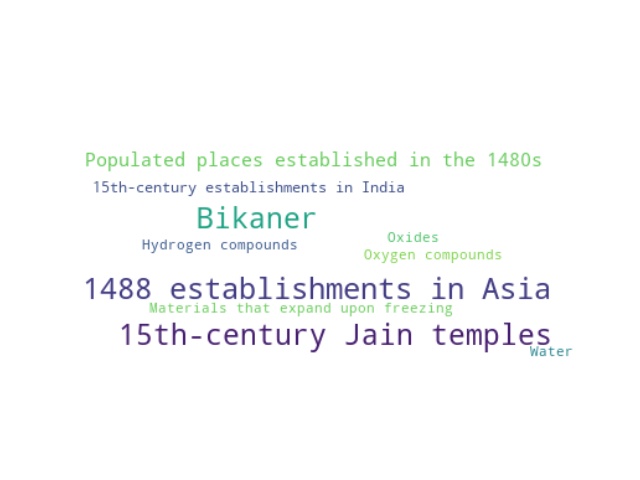 Populated places established in the 1480s
15th-century establishments in India
Bikaner
Oxides
Hydrogen compounds
Oxygen compounds
1488 establishments in Asia
Materials that expand upon freezing
15th-century Jain temples
Water